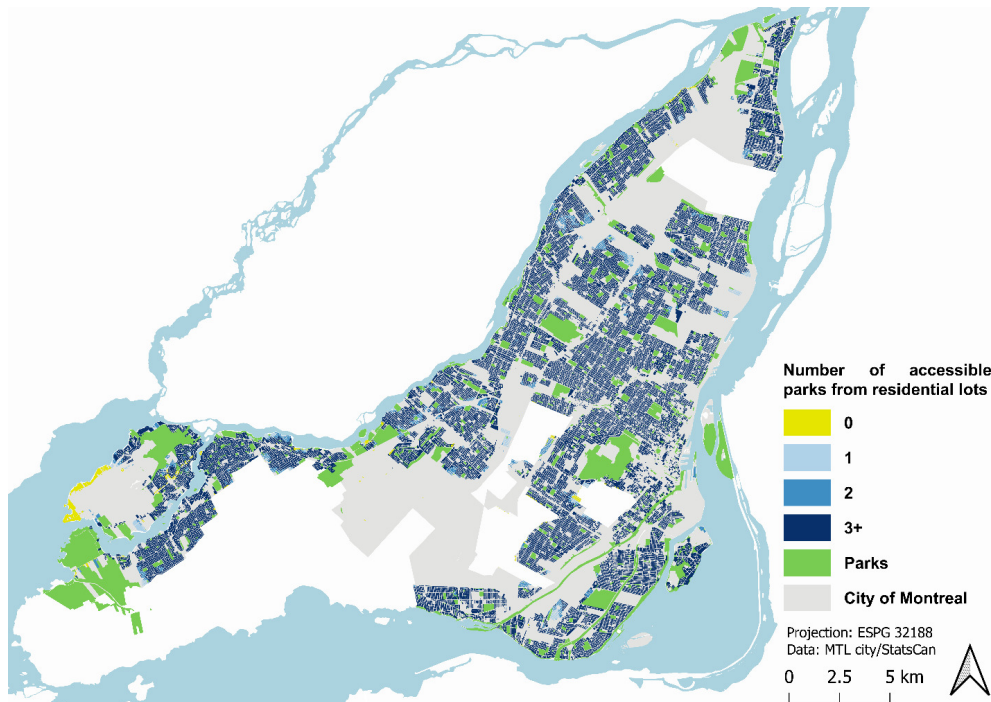 Number of accessible
parks from residential lots
0
1
2
3+
Parks
City of Montreal
Projection: ESPG 32188
Data: MTL city/StatsCan
0 2.5 5 km